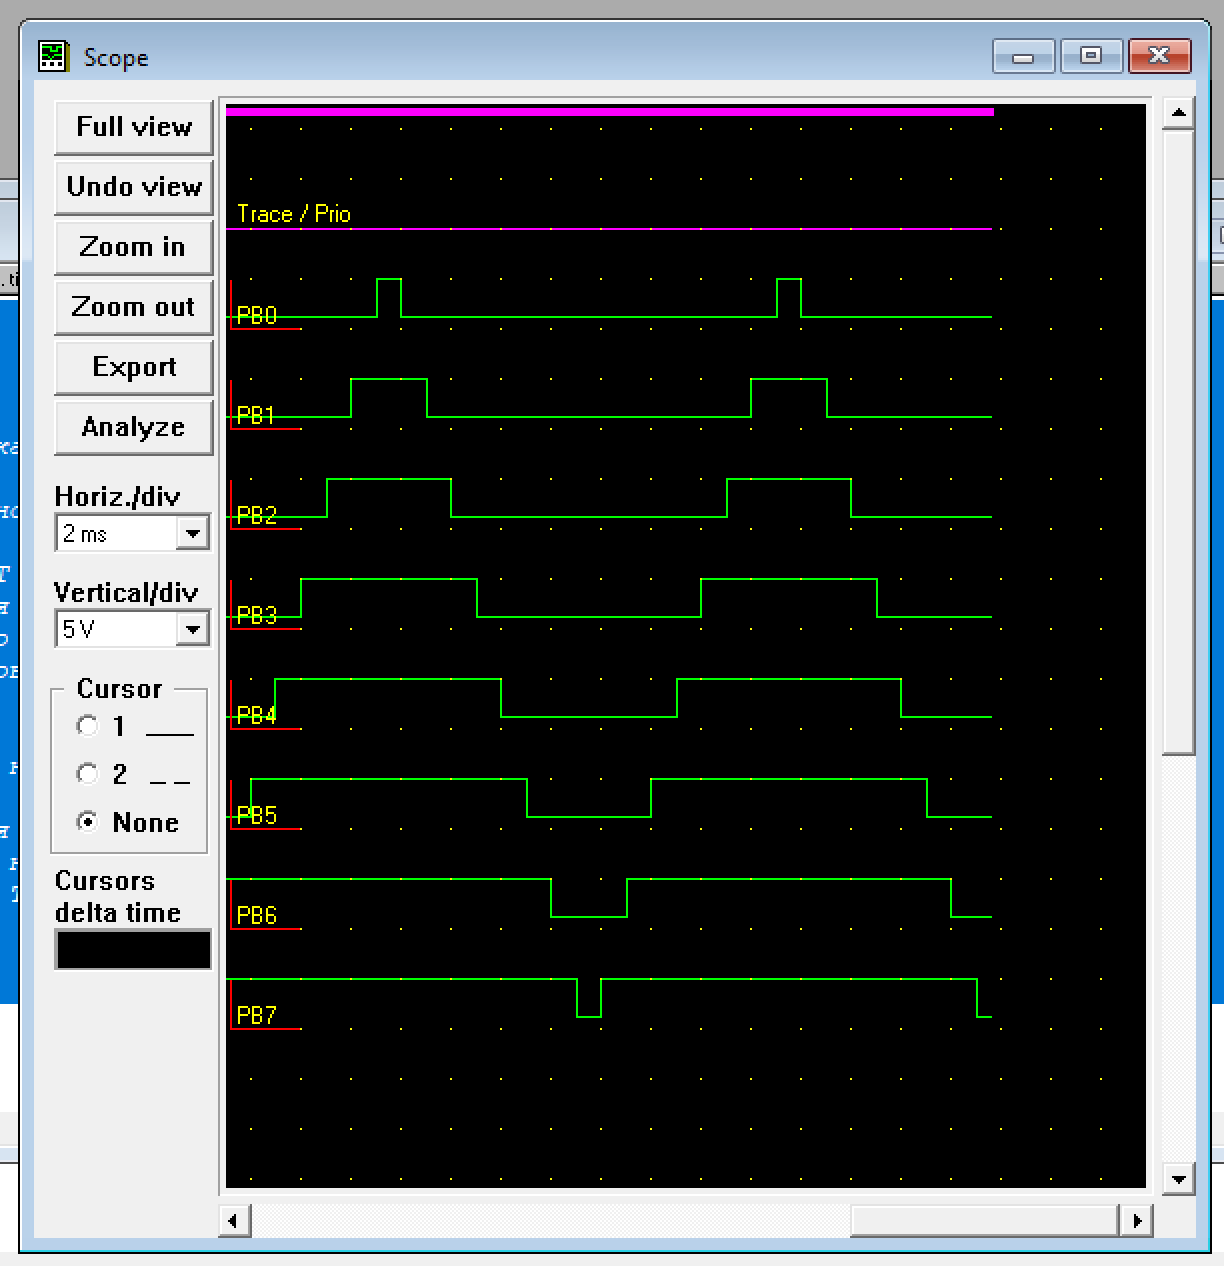 Scope
Full view
Undo view
Zoom in
Zoom out
Export
Analyze
Horiz./div
2 ms
Vertical/div
5 V
Cursor
1
2
None
Cursors
delta time
Trace / Prio
PB0
PB1
PB2
PB3
PB4
PB5
PB6
PB7